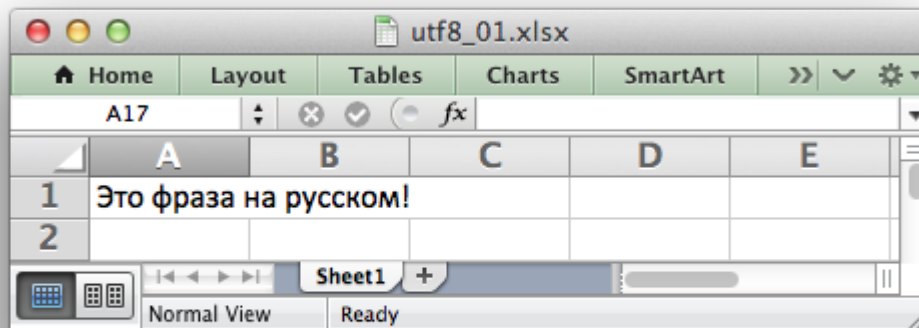 utf8_01.xlsx
Home Layout Tables Charts SmartArt
A17 fx
A B C D E
1 Это фраза на русском!
2
Sheet1 +
Normal View Ready